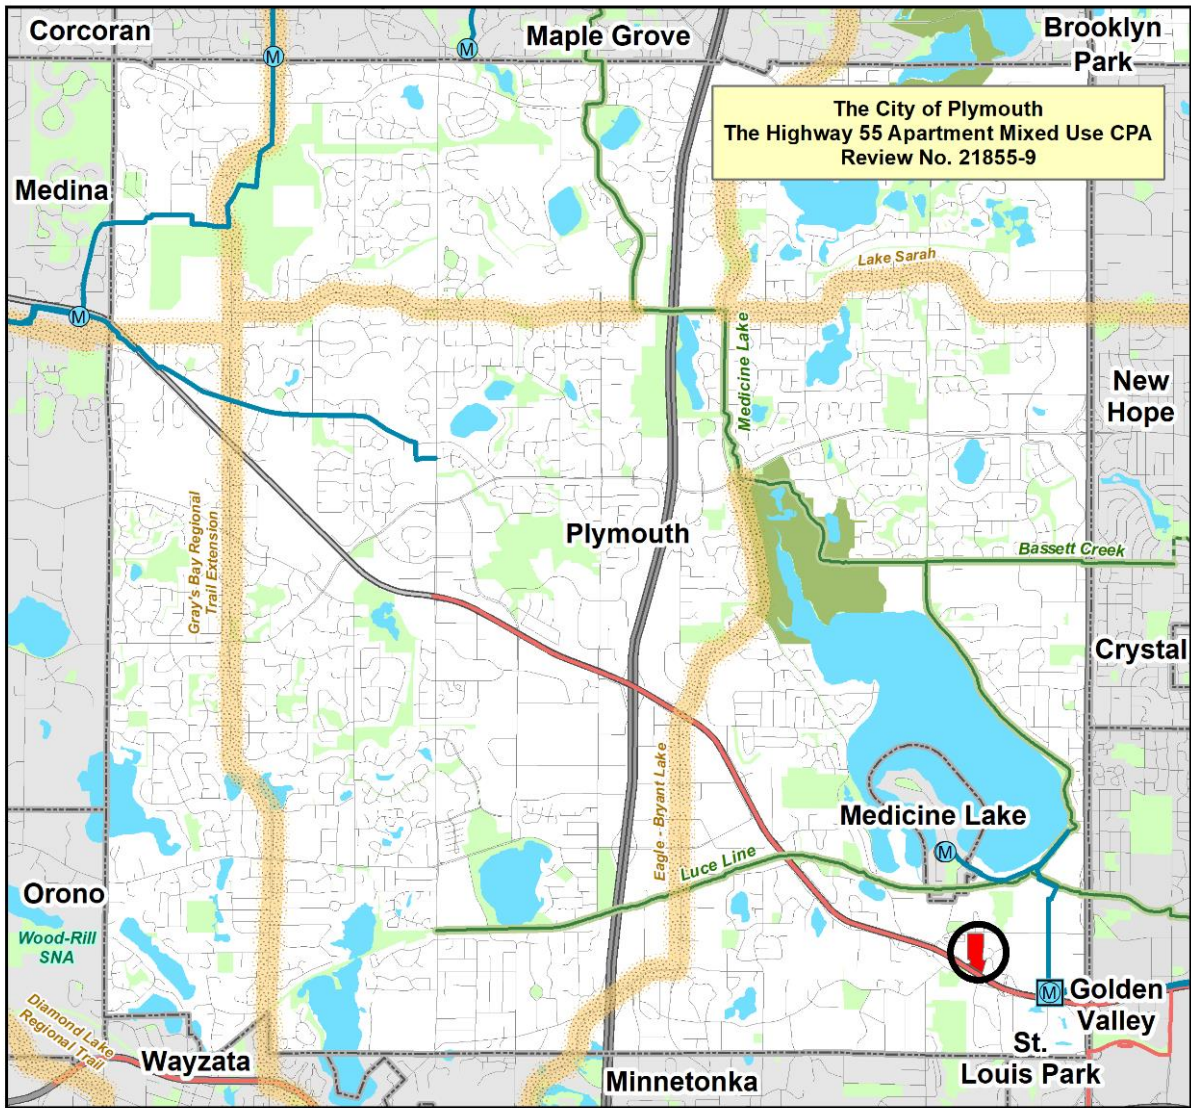 Corcoran
Maple Grove
Brooklyn
Park
M
M
The City of Plymouth
The Highway 55 Apartment Mixed Use CPA
Review No. 21855-9
Medina
Lake Sarah
M
Medicine Lake
New
Hope
Gray's Bay Regional
Trail Extension
Plymouth
Bassett Creek
Crystal
Eagle - Bryant Lake
Medicine Lake
M
Luce Line
Orono
Wood-Rill
SNA
M
Golden
Valley
Diamond Lake
Regional Trail
Wayzata
St.
Louis Park
Minnetonka